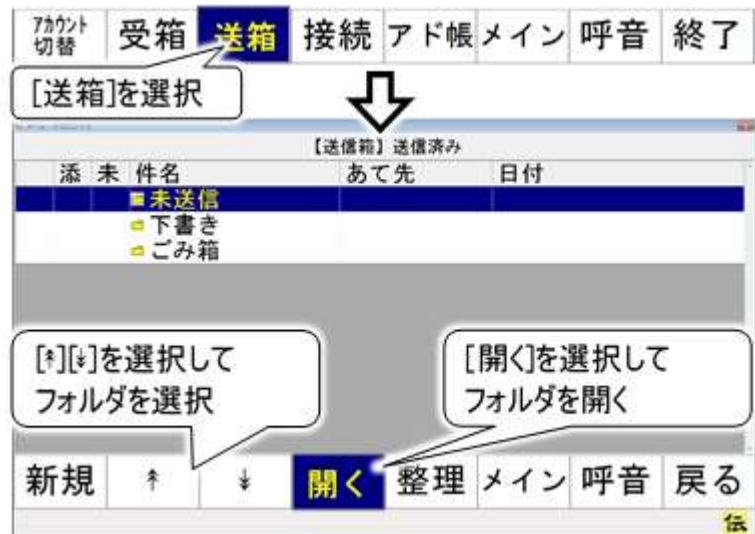 アカウント切替 受箱 送箱 接続 アド帳 メイン 呼音 終了
[送箱]を選択
【送信箱】送信済み
添 未 件名 あて先 日付
未送信
下書き
ごみ箱
[↟][↡]を選択して
フォルダを選択
[開く]を選択して
フォルダを開く
新規 ↟ ↡ 開く 整理 メイン 呼音 戻る
伝